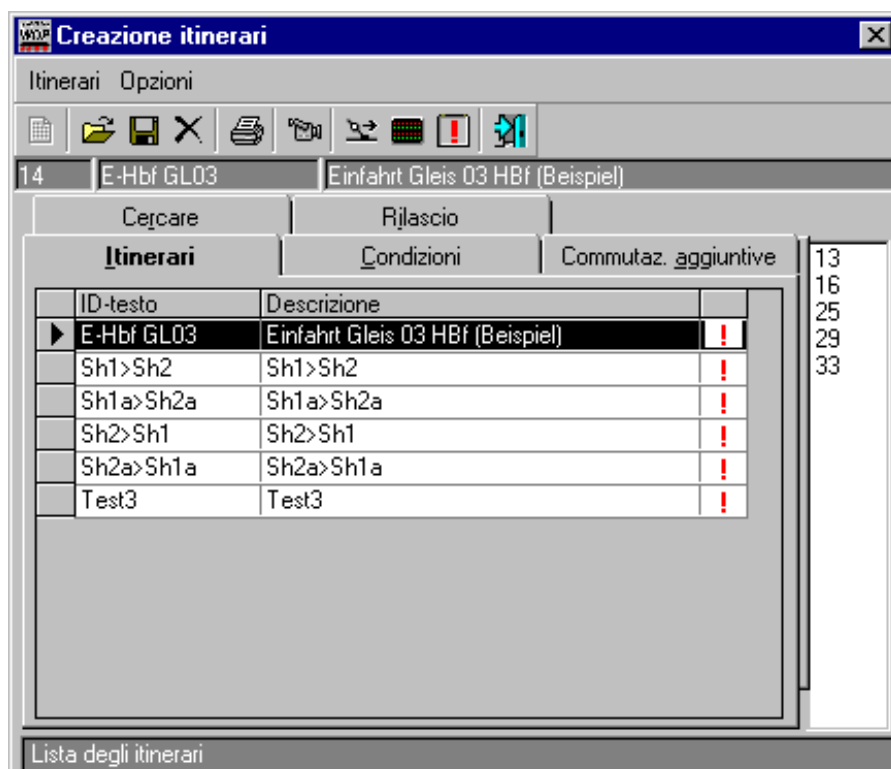 Creazione itinerari
Itinerari Opzioni
14 E-Hbf GL03 Einfahrt Gleis 03 HBf (Beispiel)
Cercare Rilascio
Itinerari Condizioni Commutaz. aggiuntive
ID-testo Descrizione
E-Hbf GL03 Einfahrt Gleis 03 HBf (Beispiel) !
Sh1>Sh2 Sh1>Sh2 !
Sh1a>Sh2a Sh1a>Sh2a !
Sh2>Sh1 Sh2>Sh1 !
Sh2a>Sh1a Sh2a>Sh1a !
Test3 Test3 !
13
16
25
29
33
Lista degli itinerari